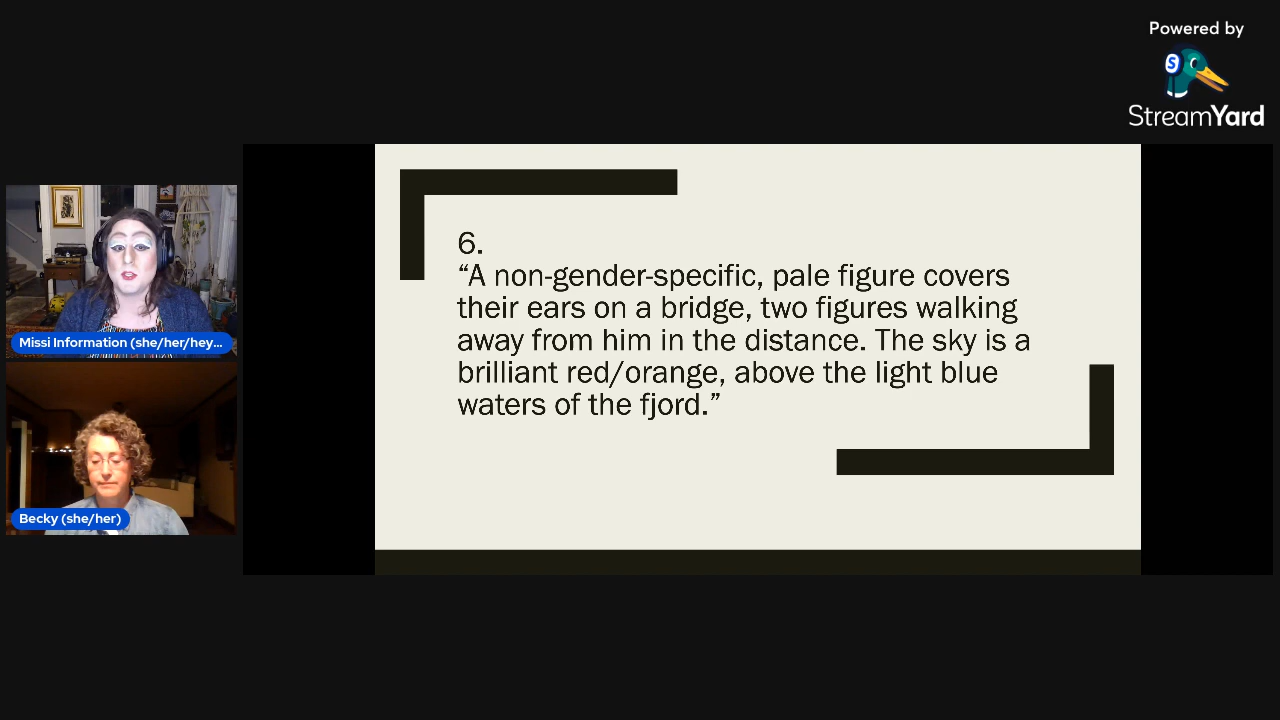 Powered by
S
StreamYard
Missi Information (she/her/hey...
Becky (she/her)
6.
“A non-gender-specific, pale figure covers
their ears on a bridge, two figures walking
away from him in the distance. The sky is a
brilliant red/orange, above the light blue
waters of the fjord.”